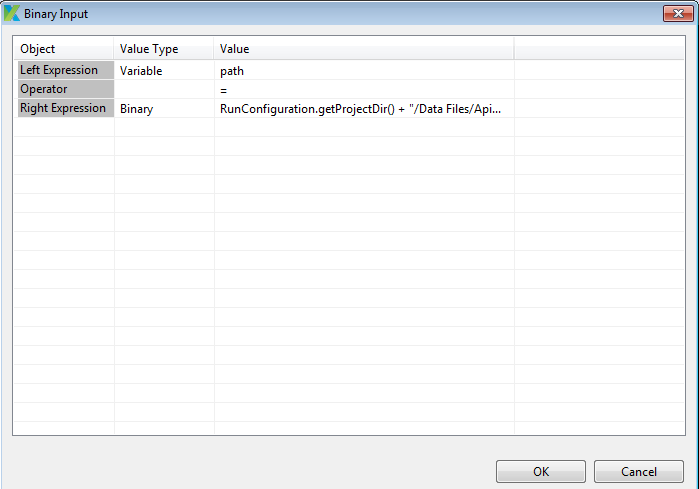 Binary Input
Object Value Type Value
Left Expression Variable path
Operator =
Right Expression Binary RunConfiguration.getProjectDir() + "/Data Files/Api...
OK Cancel